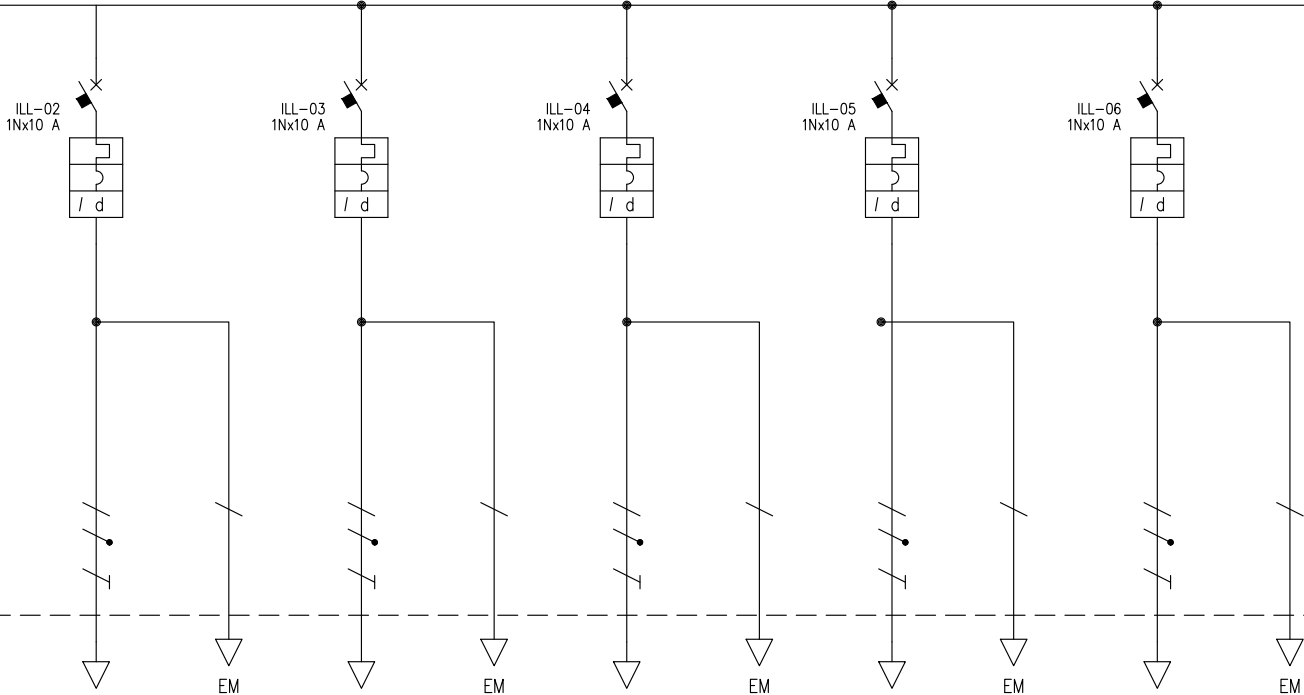 ILL-02
1Nx10 A
ILL-03
1Nx10 A
ILL-04
1Nx10 A
ILL-05
1Nx10 A
ILL-06
1Nx10 A
I d
I d
I d
I d
I d
EM
EM
EM
EM
EM